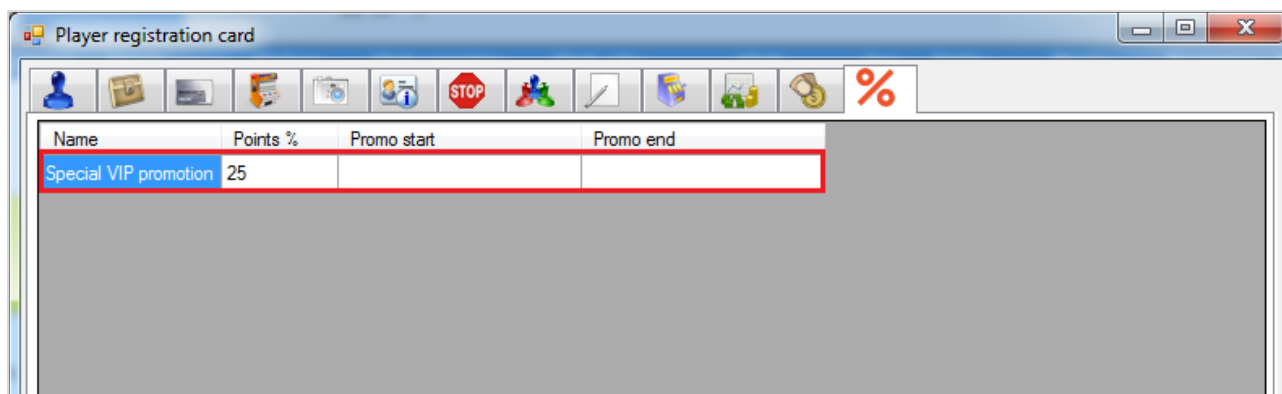 Player registration card
STOP
%
Name Points % Promo start Promo end
Special VIP promotion 25